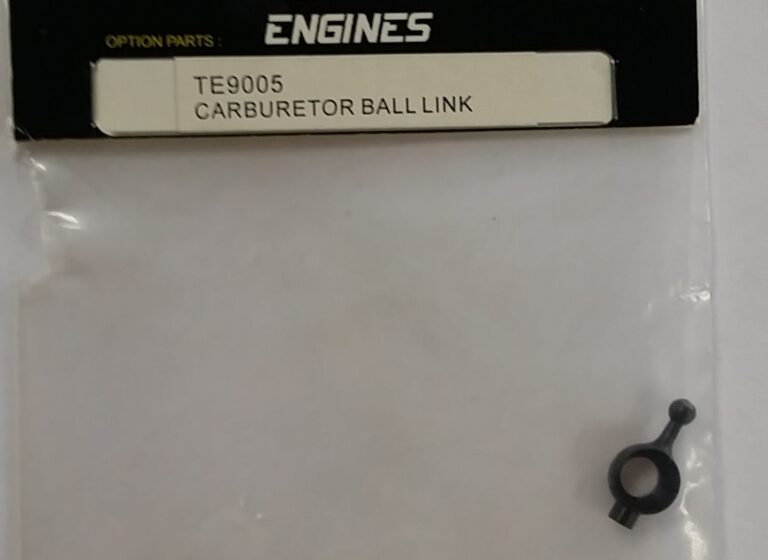 OPTION PARTS : ENGINES
TE9005
CARBURETOR BALL LINK